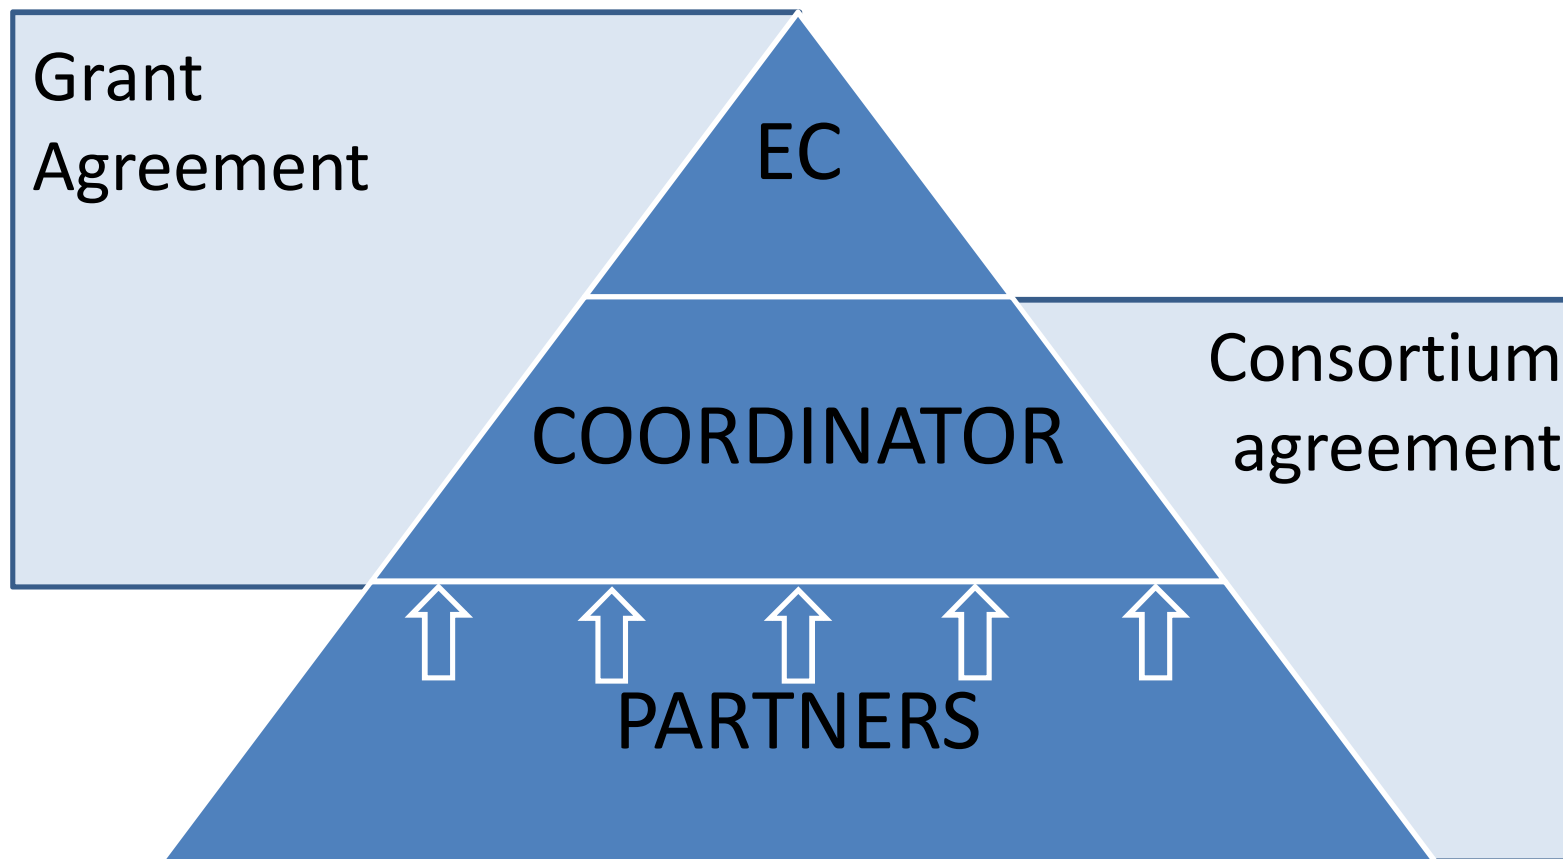 Grant
Agreement
EC
Consortium
agreement
COORDINATOR
PARTNERS